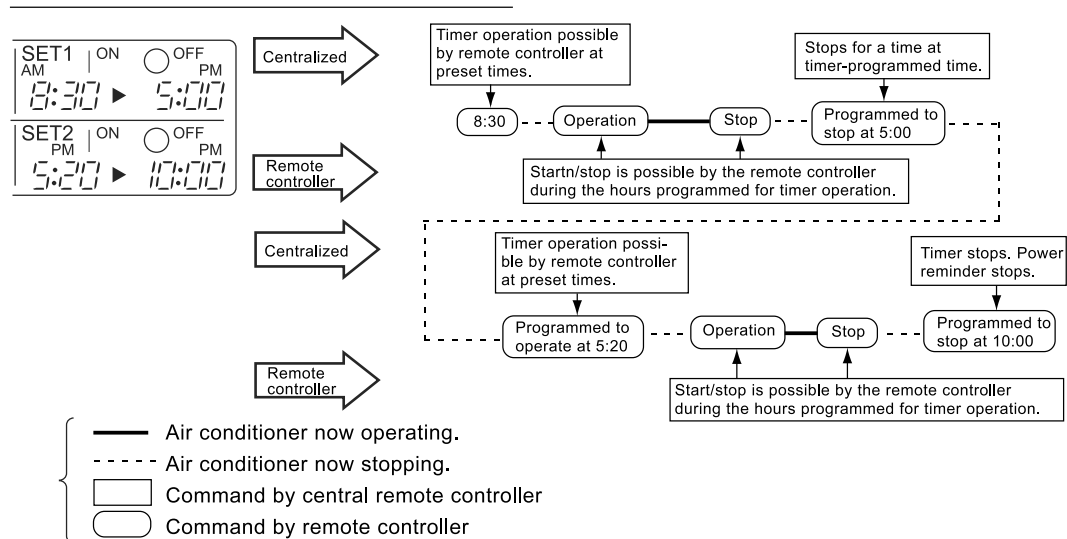 SET1 ON OFF
AM PM
8:30 ▶ 5:00
SET2 ON OFF
PM PM
5:20 ▶ 10:00
Centralized
Remote
controller
Centralized
Remote
controller
Timer operation possible
by remote controller at
preset times.
Stops for a time at
timer-programmed time.
8:30
Operation
Stop
Programmed to
stop at 5:00
Startn/stop is possible by the remote controller
during the hours programmed for timer operation.
Timer operation possi-
ble by remote controller
at preset times.
Timer stops. Power
reminder stops.
Programmed to
operate at 5:20
Operation
Stop
Programmed to
stop at 10:00
Start/stop is possible by the remote controller
during the hours programmed for timer operation.
Air conditioner now operating.
Air conditioner now stopping.
Command by central remote controller
Command by remote controller